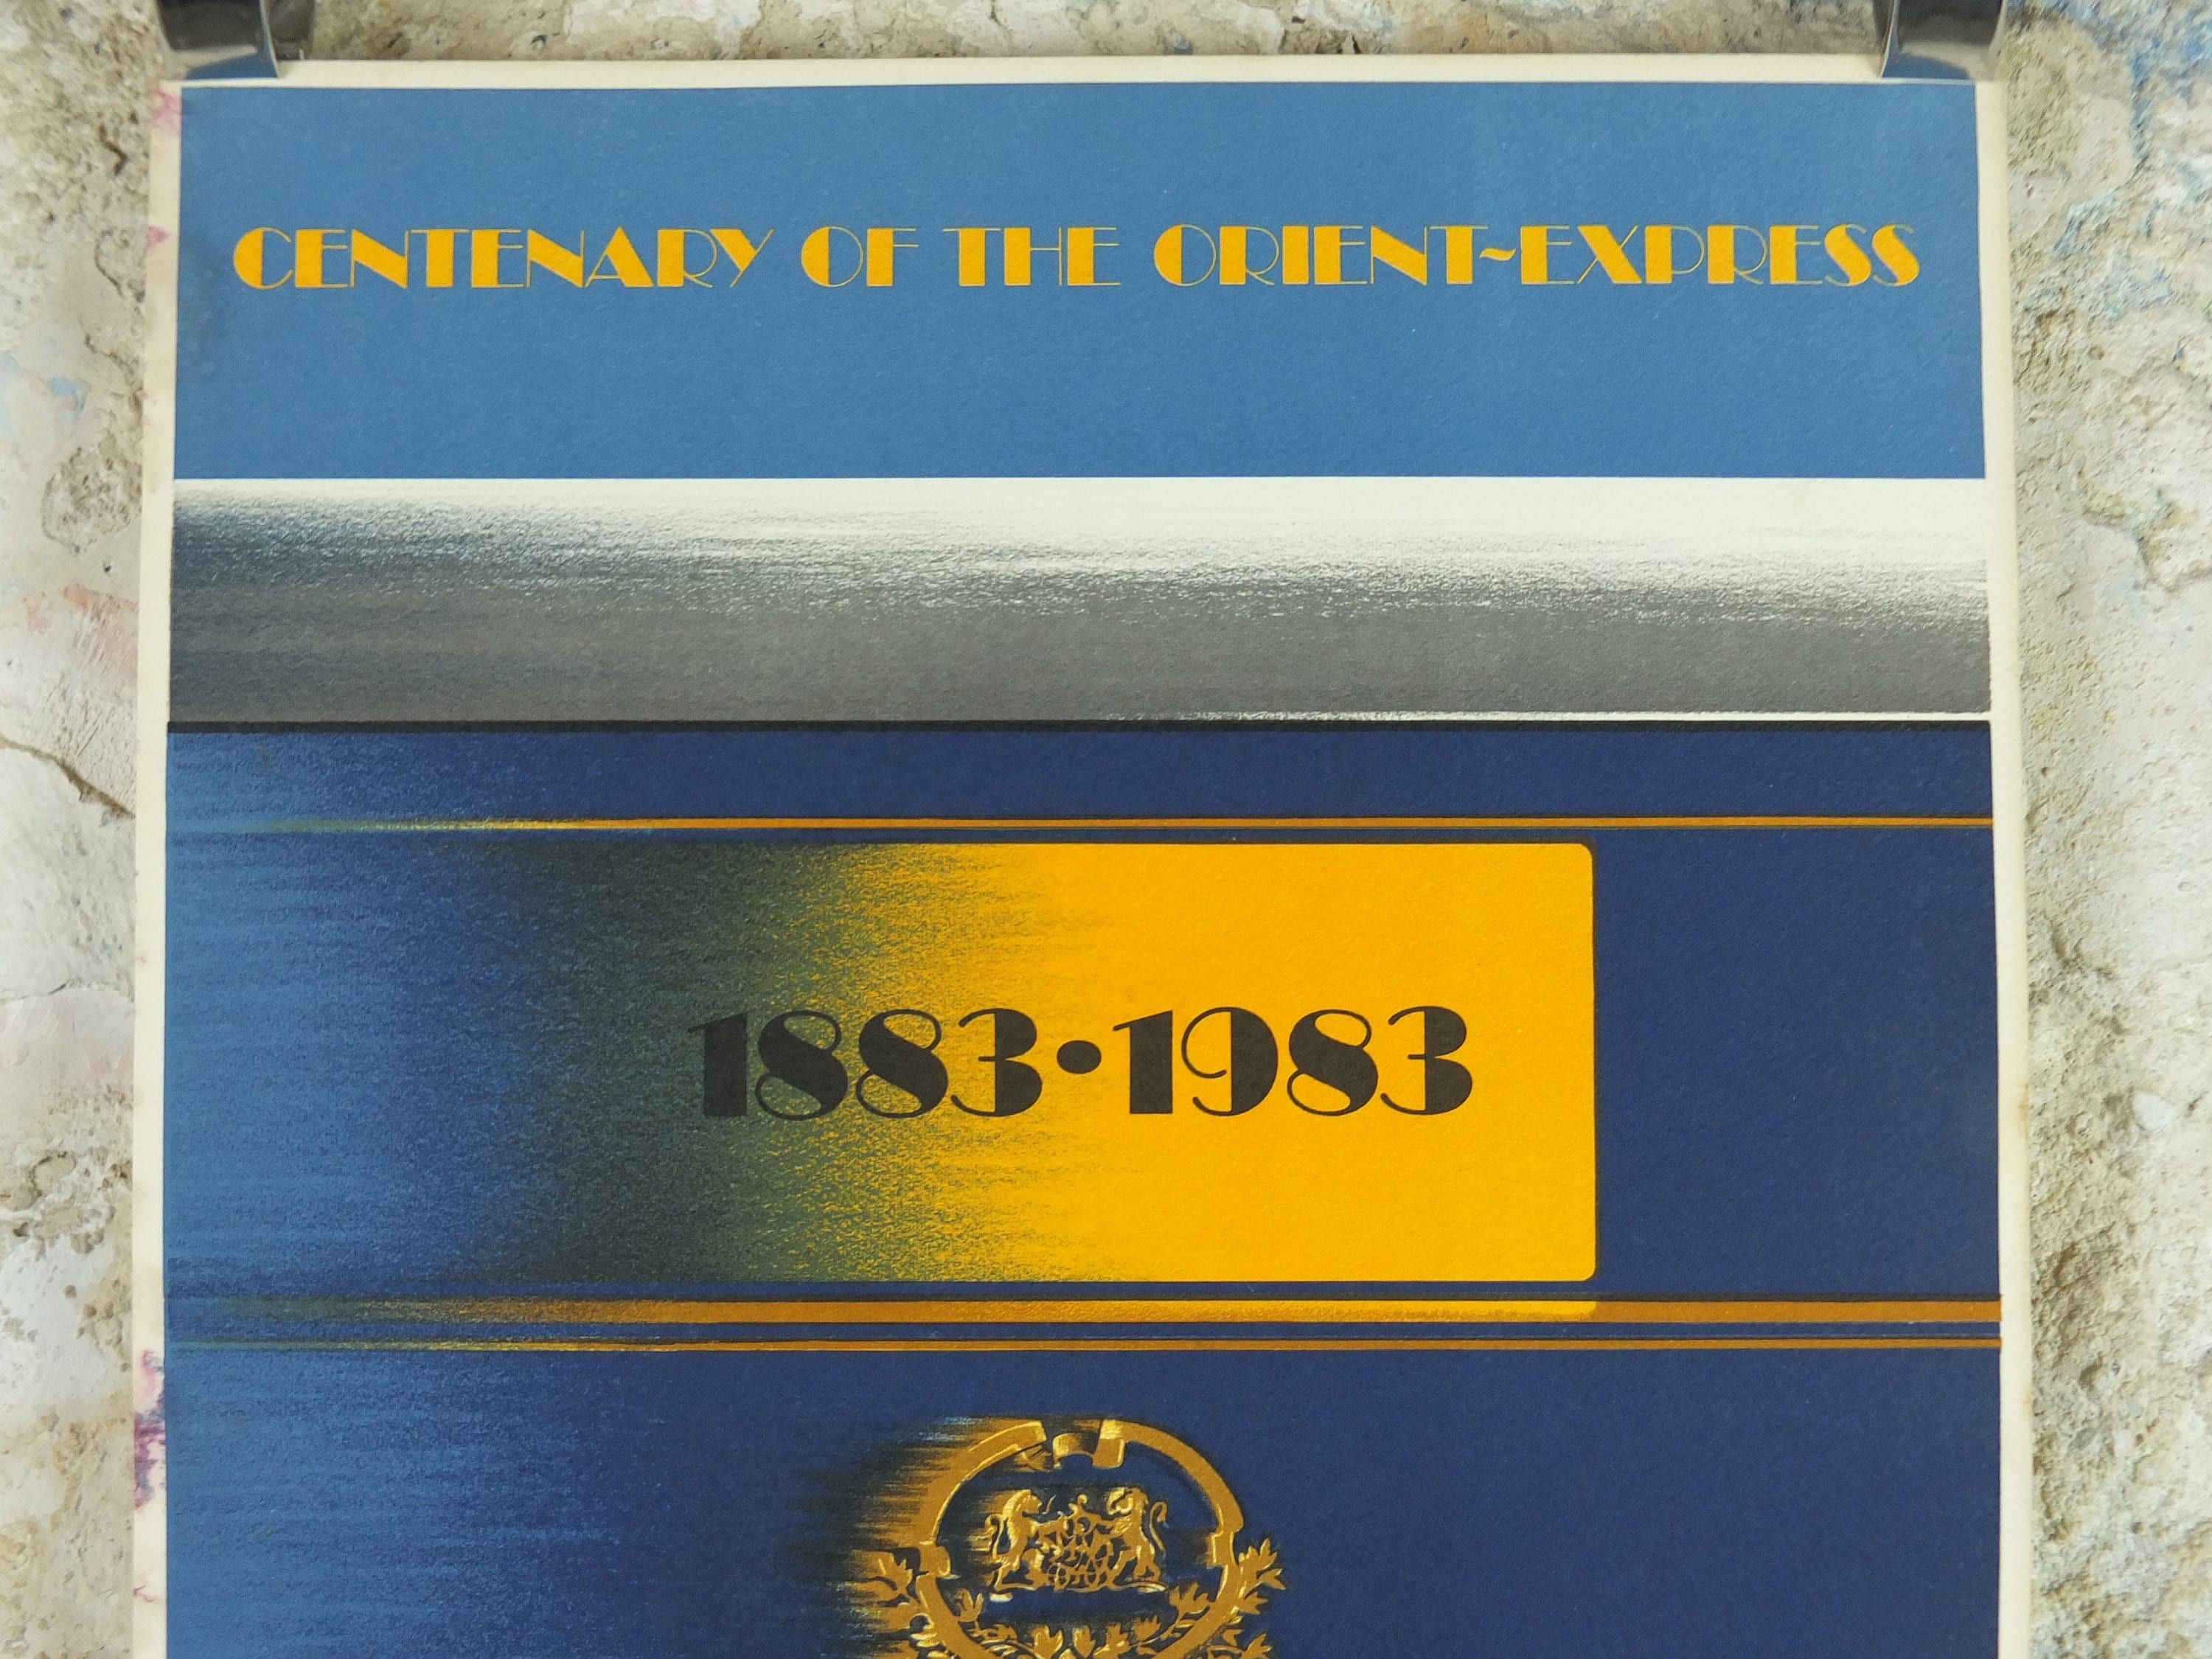 CENTENARY OF THE ORIENT~EXPRESS
1883•1983